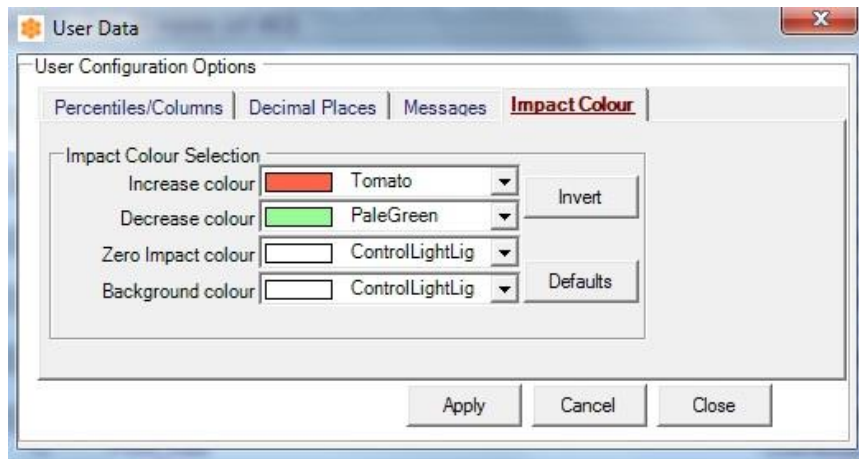 User Data
User Configuration Options
Percentiles/Columns Decimal Places Messages Impact Colour
Impact Colour Selection
Increase colour Tomato
Invert
Decrease colour PaleGreen
Zero Impact colour ControlLightLig
Defaults
Background colour ControlLightLig
Apply Cancel Close